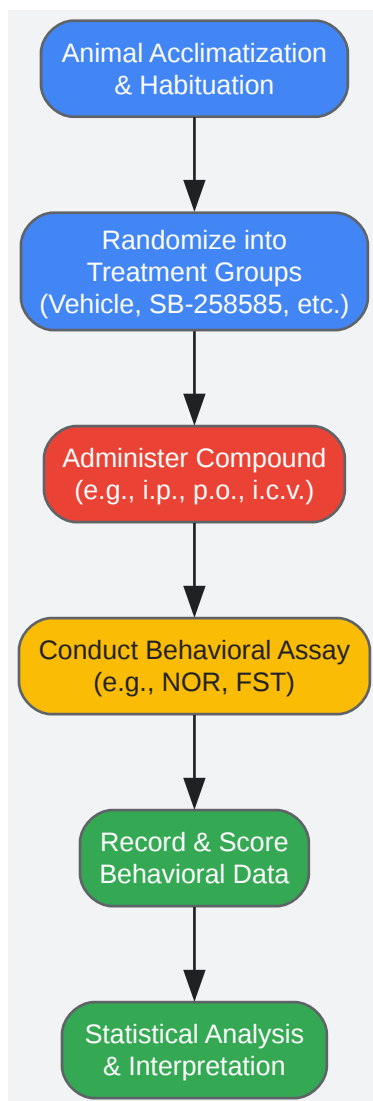 Animal Acclimatization
& Habituation
Randomize into
Treatment Groups
(Vehicle, SB-258585, etc.)
Administer Compound
(e.g., i.p., p.o., i.c.v.)
Conduct Behavioral Assay
(e.g., NOR, FST)
Record & Score
Behavioral Data
Statistical Analysis
& Interpretation